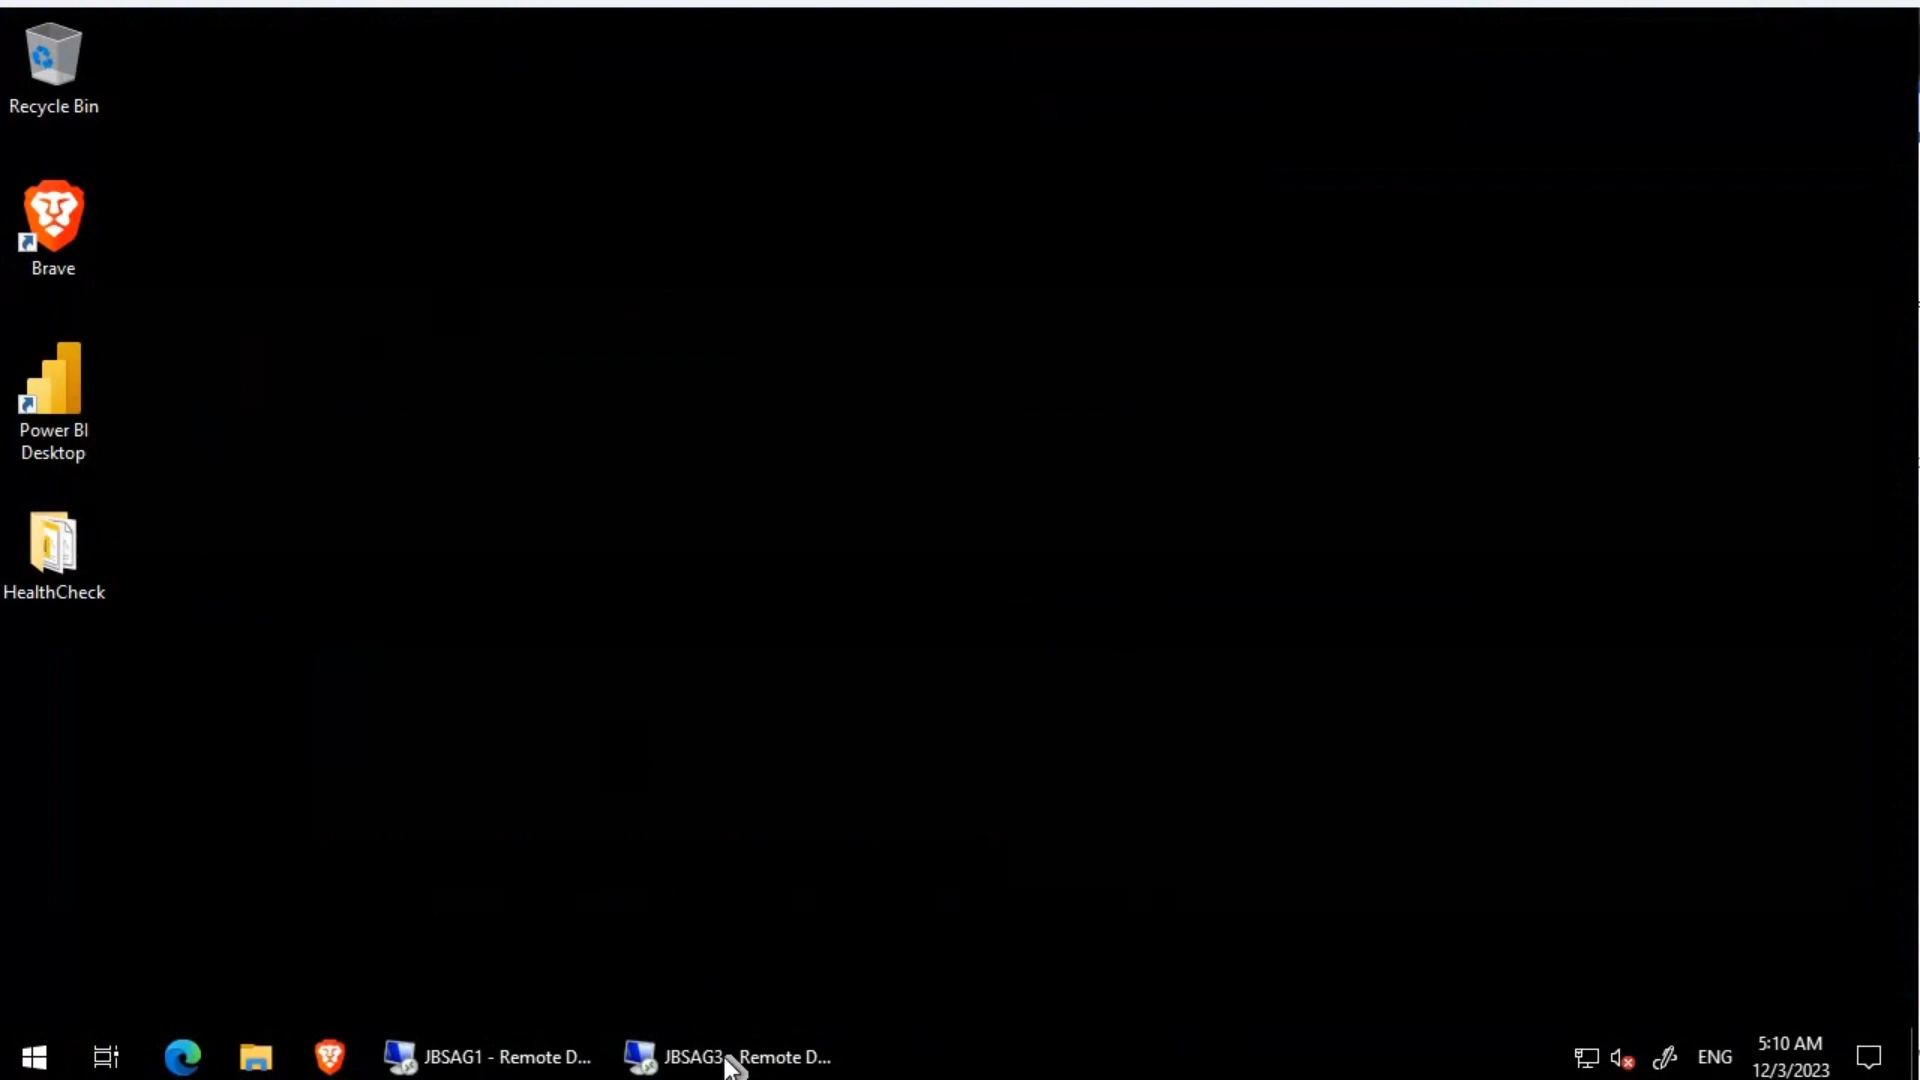 Recycle Bin
Brave
Power BI
Desktop
HealthCheck
JBSAG1 - Remote D...
JBSAG3 - Remote D...
ENG
5:10 AM
12/3/2023